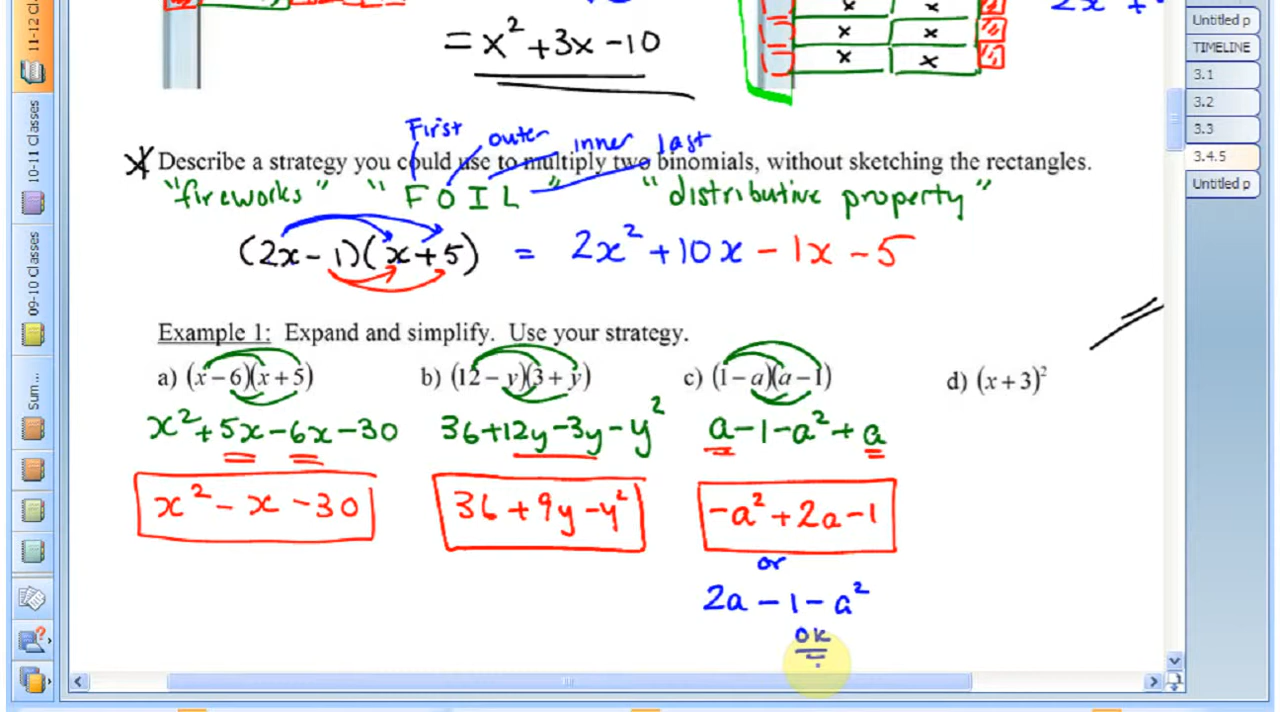 11-12 Classes
10-11 Classes
09-10 Classes
Sum...
= x² + 3x - 10
x x
x x
x x
2x +
Untitled p
TIMELINE
3.1
3.2
3.3
3.4.5
Untitled p
First outer inner last
Describe a strategy you could use to multiply two binomials, without sketching the rectangles.
"fireworks" "FOIL" "distributive property"
(2x - 1)(x + 5) = 2x² + 10x - 1x - 5
Example 1: Expand and simplify. Use your strategy.
a) (x - 6)(x + 5) b) (12 - y)(3 + y) c) (1 - a)(a - 1) d) (x + 3)²
x² + 5x - 6x - 30 36 + 12y - 3y - y² a - 1 - a² + a
x² - x - 30 36 + 9y - y² -a² + 2a - 1
or
2a - 1 - a²
OK